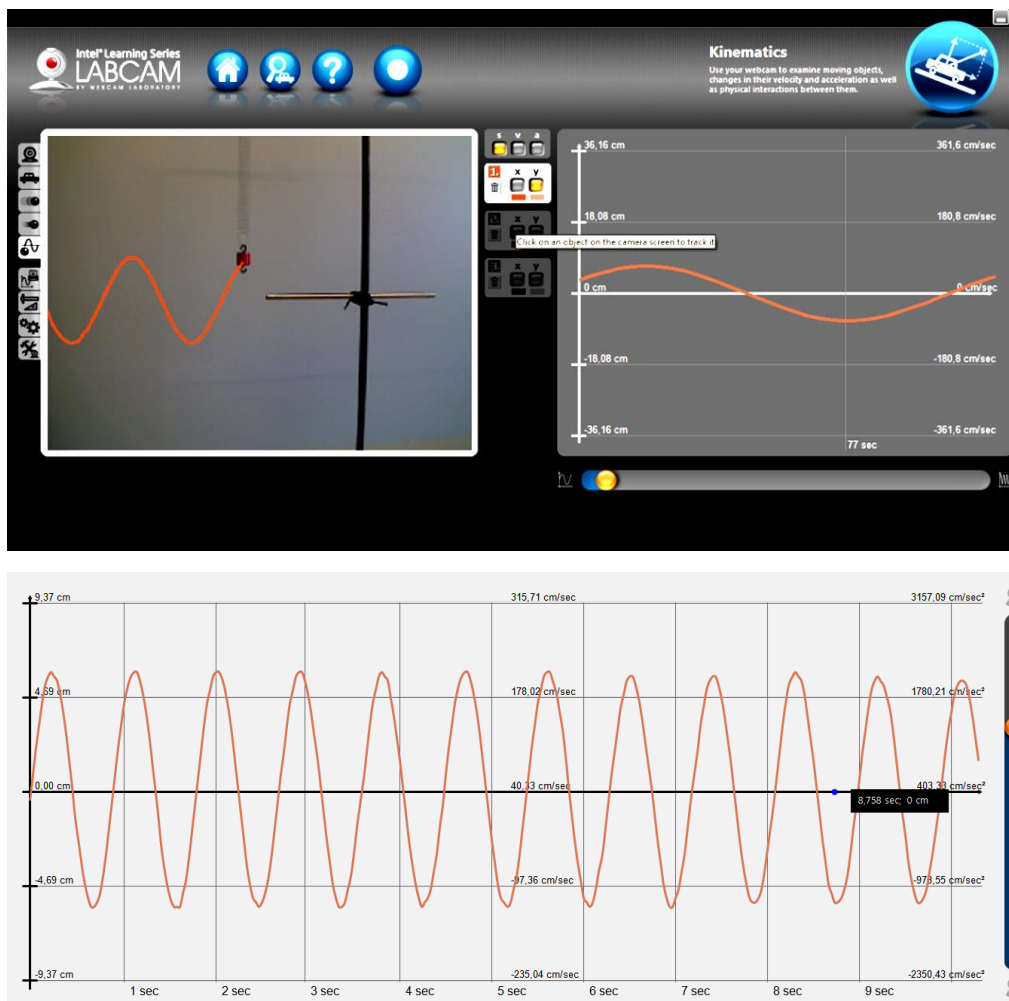 Intel® Learning Series
LABCAM
BY WEBCAM LABORATORY
?
Kinematics
Use your webcam to examine moving objects,
changes in their velocity and acceleration as well
as physical interactions between them.
s v a
1. x y
x y
Click on an object on the camera screen to track it
3. x y
36,16 cm 361,6 cm/sec
18,08 cm 180,8 cm/sec
0 cm 0 cm/sec
-18,08 cm -180,8 cm/sec
-36,16 cm -361,6 cm/sec
77 sec
9,37 cm 315,71 cm/sec 3157,09 cm/sec²
4,69 cm 178,02 cm/sec 1780,21 cm/sec²
0,00 cm 40,33 cm/sec 403,33 cm/sec²
8,758 sec; 0 cm
-4,69 cm -97,36 cm/sec -973,55 cm/sec²
-9,37 cm -235,04 cm/sec -2350,43 cm/sec²
1 sec 2 sec 3 sec 4 sec 5 sec 6 sec 7 sec 8 sec 9 sec